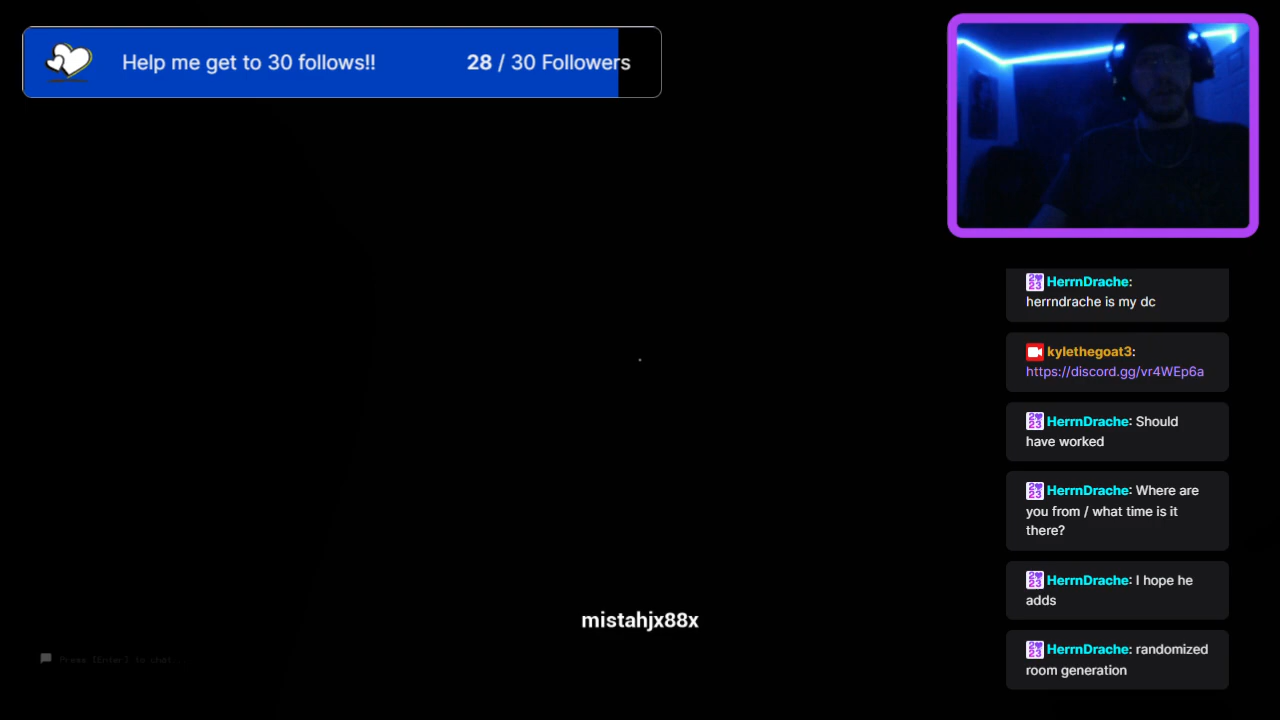 Help me get to 30 follows!!
28 / 30 Followers
HerrnDrache:
herrndrache is my dc
kylethegoat3:
https://discord.gg/vr4WEp6a
HerrnDrache: Should
have worked
HerrnDrache: Where are
you from / what time is it
there?
HerrnDrache: I hope he
adds
HerrnDrache: randomized
room generation
mistahjx88x
Press [Enter] to chat...